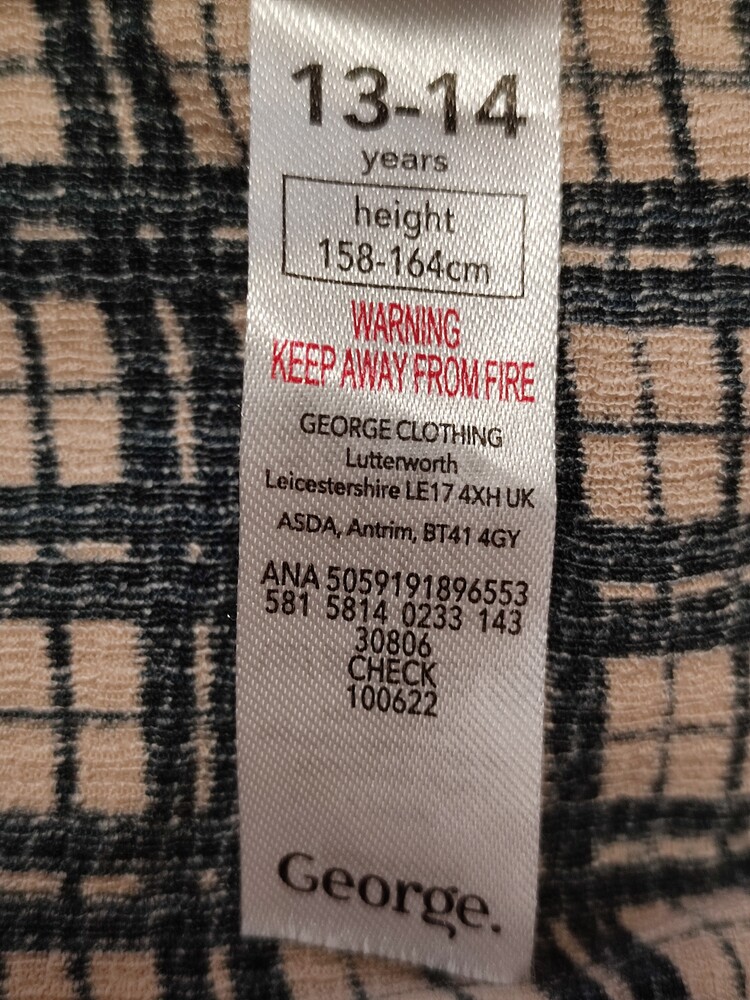 13-14
years
height
158-164cm
WARNING
KEEP AWAY FROM FIRE
GEORGE CLOTHING
Lutterworth
Leicestershire LE17 4XH UK
ASDA, Antrim, BT41 4GY
ANA 5059191896553
581 5814 0233 143
30806
CHECK
100622
George.